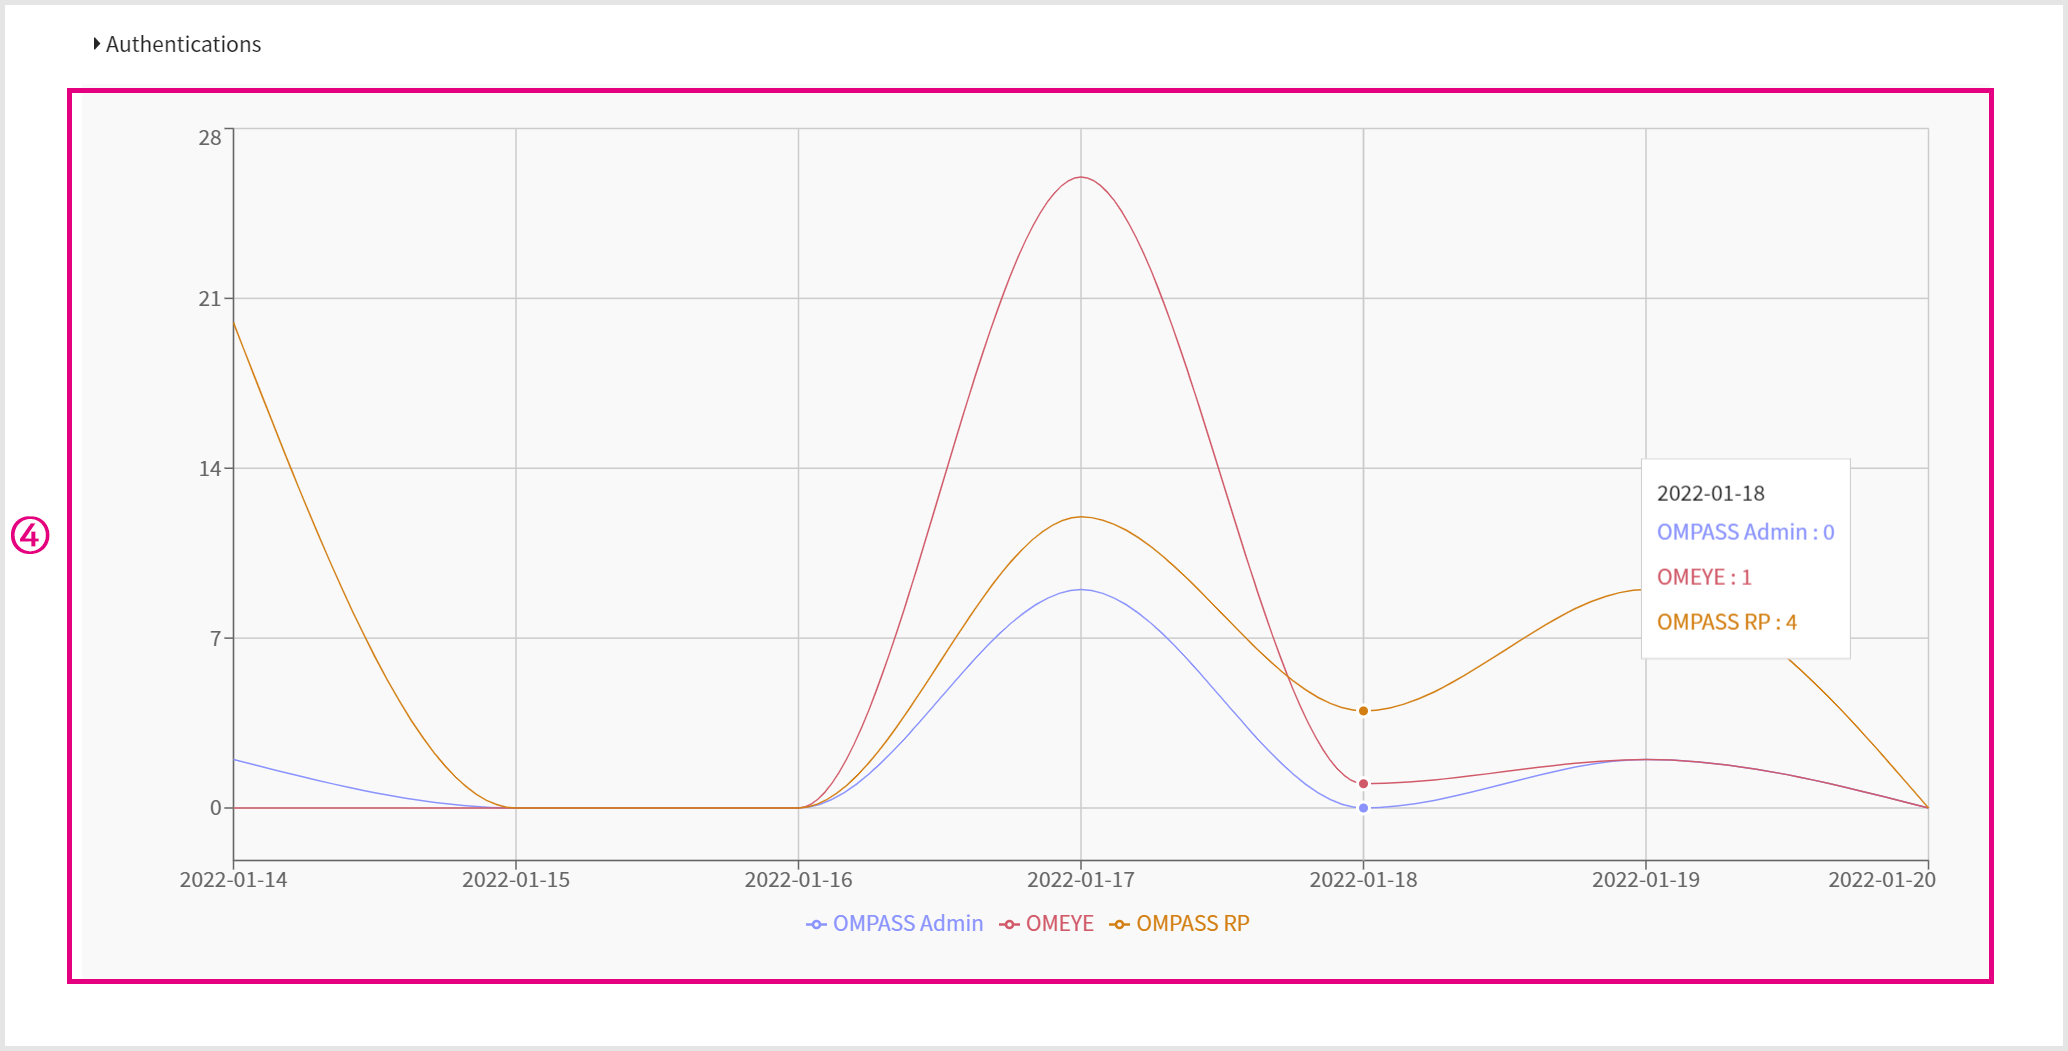 Authentications
④
28
21
14
7
0
2022-01-18
OMPASS Admin : 0
OMEYE : 1
OMPASS RP : 4
2022-01-14 2022-01-15 2022-01-16 2022-01-17 2022-01-18 2022-01-19 2022-01-20
OMPASS Admin OMEYE OMPASS RP